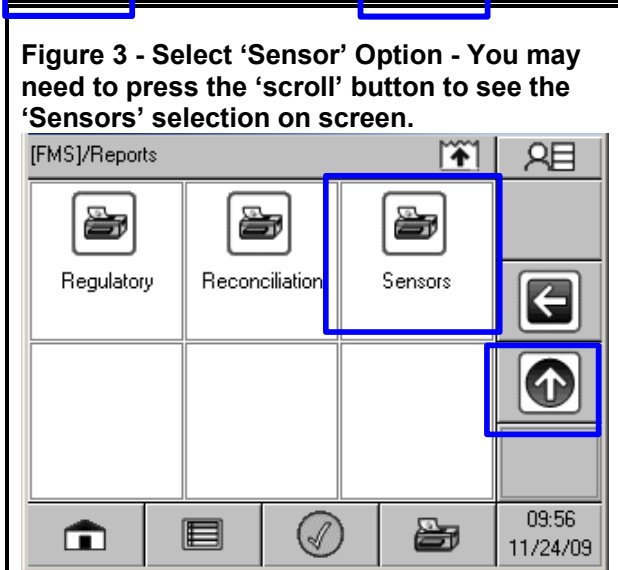 Figure 3 - Select ‘Sensor’ Option - You may
need to press the ‘scroll’ button to see the
‘Sensors’ selection on screen.
[FMS]/Reports
Regulatory
Reconciliation
Sensors
09:56
11/24/09